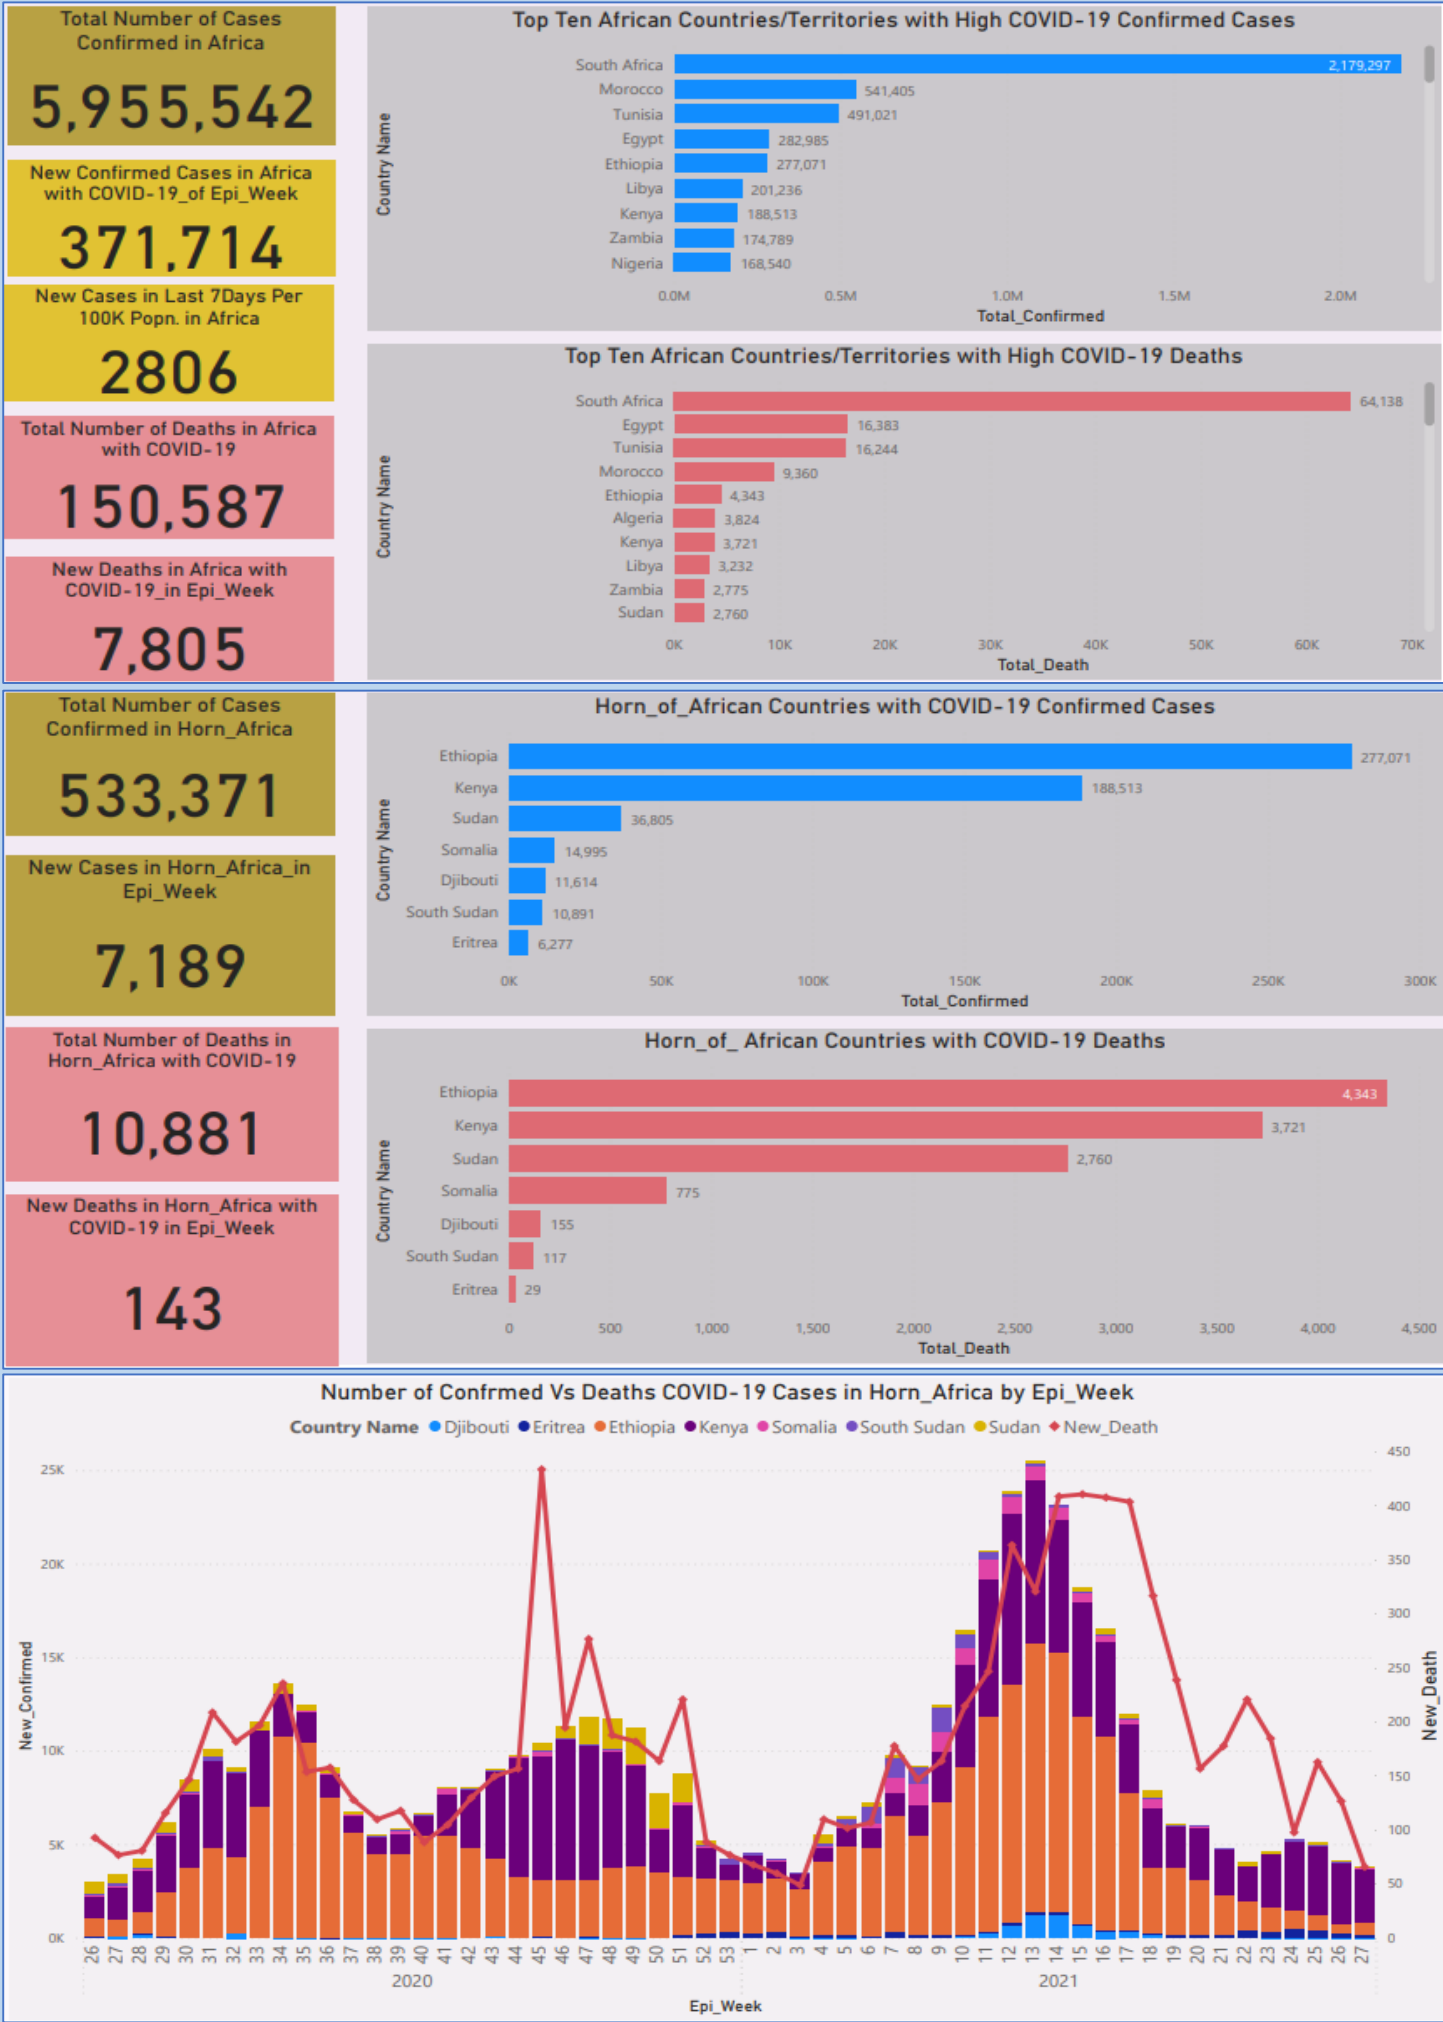 Total Number of Cases
Confirmed in Africa
5,955,542
New Confirmed Cases in Africa
with COVID-19_of Epi_Week
371,714
New Cases in Last 7Days Per
100K Popn. in Africa
2806
Total Number of Deaths in Africa
with COVID-19
150,587
New Deaths in Africa with
COVID-19_in Epi_Week
7,805
Top Ten African Countries/Territories with High COVID-19 Confirmed Cases
Country Name
South Africa 2,179,297
Morocco 541,405
Tunisia 491,021
Egypt 282,985
Ethiopia 277,071
Libya 201,236
Kenya 188,513
Zambia 174,789
Nigeria 168,540
0.0M 0.5M 1.0M 1.5M 2.0M
Total_Confirmed
Top Ten African Countries/Territories with High COVID-19 Deaths
Country Name
South Africa 64,138
Egypt 16,383
Tunisia 16,244
Morocco 9,360
Ethiopia 4,343
Algeria 3,824
Kenya 3,721
Libya 3,232
Zambia 2,775
Sudan 2,760
0K 10K 20K 30K 40K 50K 60K 70K
Total_Death
Total Number of Cases
Confirmed in Horn_Africa
533,371
New Cases in Horn_Africa_in
Epi_Week
7,189
Total Number of Deaths in
Horn_Africa with COVID-19
10,881
New Deaths in Horn_Africa with
COVID-19 in Epi_Week
143
Horn_of_African Countries with COVID-19 Confirmed Cases
Country Name
Ethiopia 277,071
Kenya 188,513
Sudan 36,805
Somalia 14,995
Djibouti 11,614
South Sudan 10,891
Eritrea 6,277
0K 50K 100K 150K 200K 250K 300K
Total_Confirmed
Horn_of_ African Countries with COVID-19 Deaths
Country Name
Ethiopia 4,343
Kenya 3,721
Sudan 2,760
Somalia 775
Djibouti 155
South Sudan 117
Eritrea 29
0 500 1,000 1,500 2,000 2,500 3,000 3,500 4,000 4,500
Total_Death
Number of Confrmed Vs Deaths COVID-19 Cases in Horn_Africa by Epi_Week
Country Name Djibouti Eritrea Ethiopia Kenya Somalia South Sudan Sudan New_Death
New_Confirmed
25K
20K
15K
10K
5K
0K
450
400
350
300
250
200
150
100
50
0
New_Death
26 27 28 29 30 31 32 33 34 35 36 37 38 39 40 41 42 43 44 45 46 47 48 49 50 51 52 53 1 2 3 4 5 6 7 8 9 10 11 12 13 14 15 16 17 18 19 20 21 22 23 24 25 26 27
2020 2021
Epi_Week